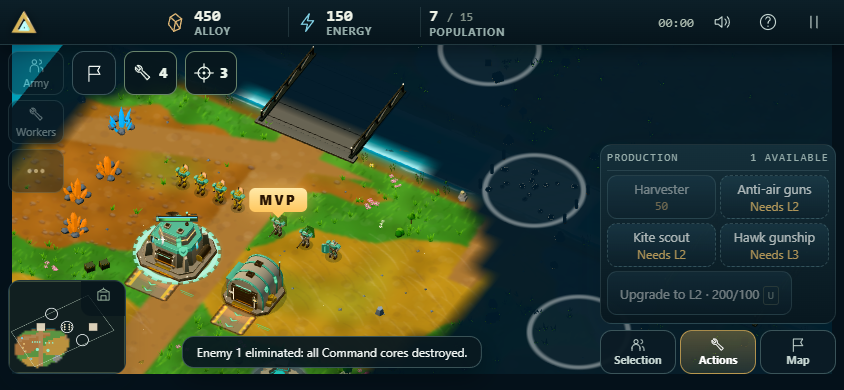 450
ALLOY
150
ENERGY
7 / 15
POPULATION
00:00
Army
4
3
Workers
MVP
PRODUCTION
1 AVAILABLE
Harvester
50
Anti-air guns
Needs L2
Kite scout
Needs L2
Hawk gunship
Needs L3
Upgrade to L2 · 200/100 U
Enemy 1 eliminated: all Command cores destroyed.
Selection
Actions
Map